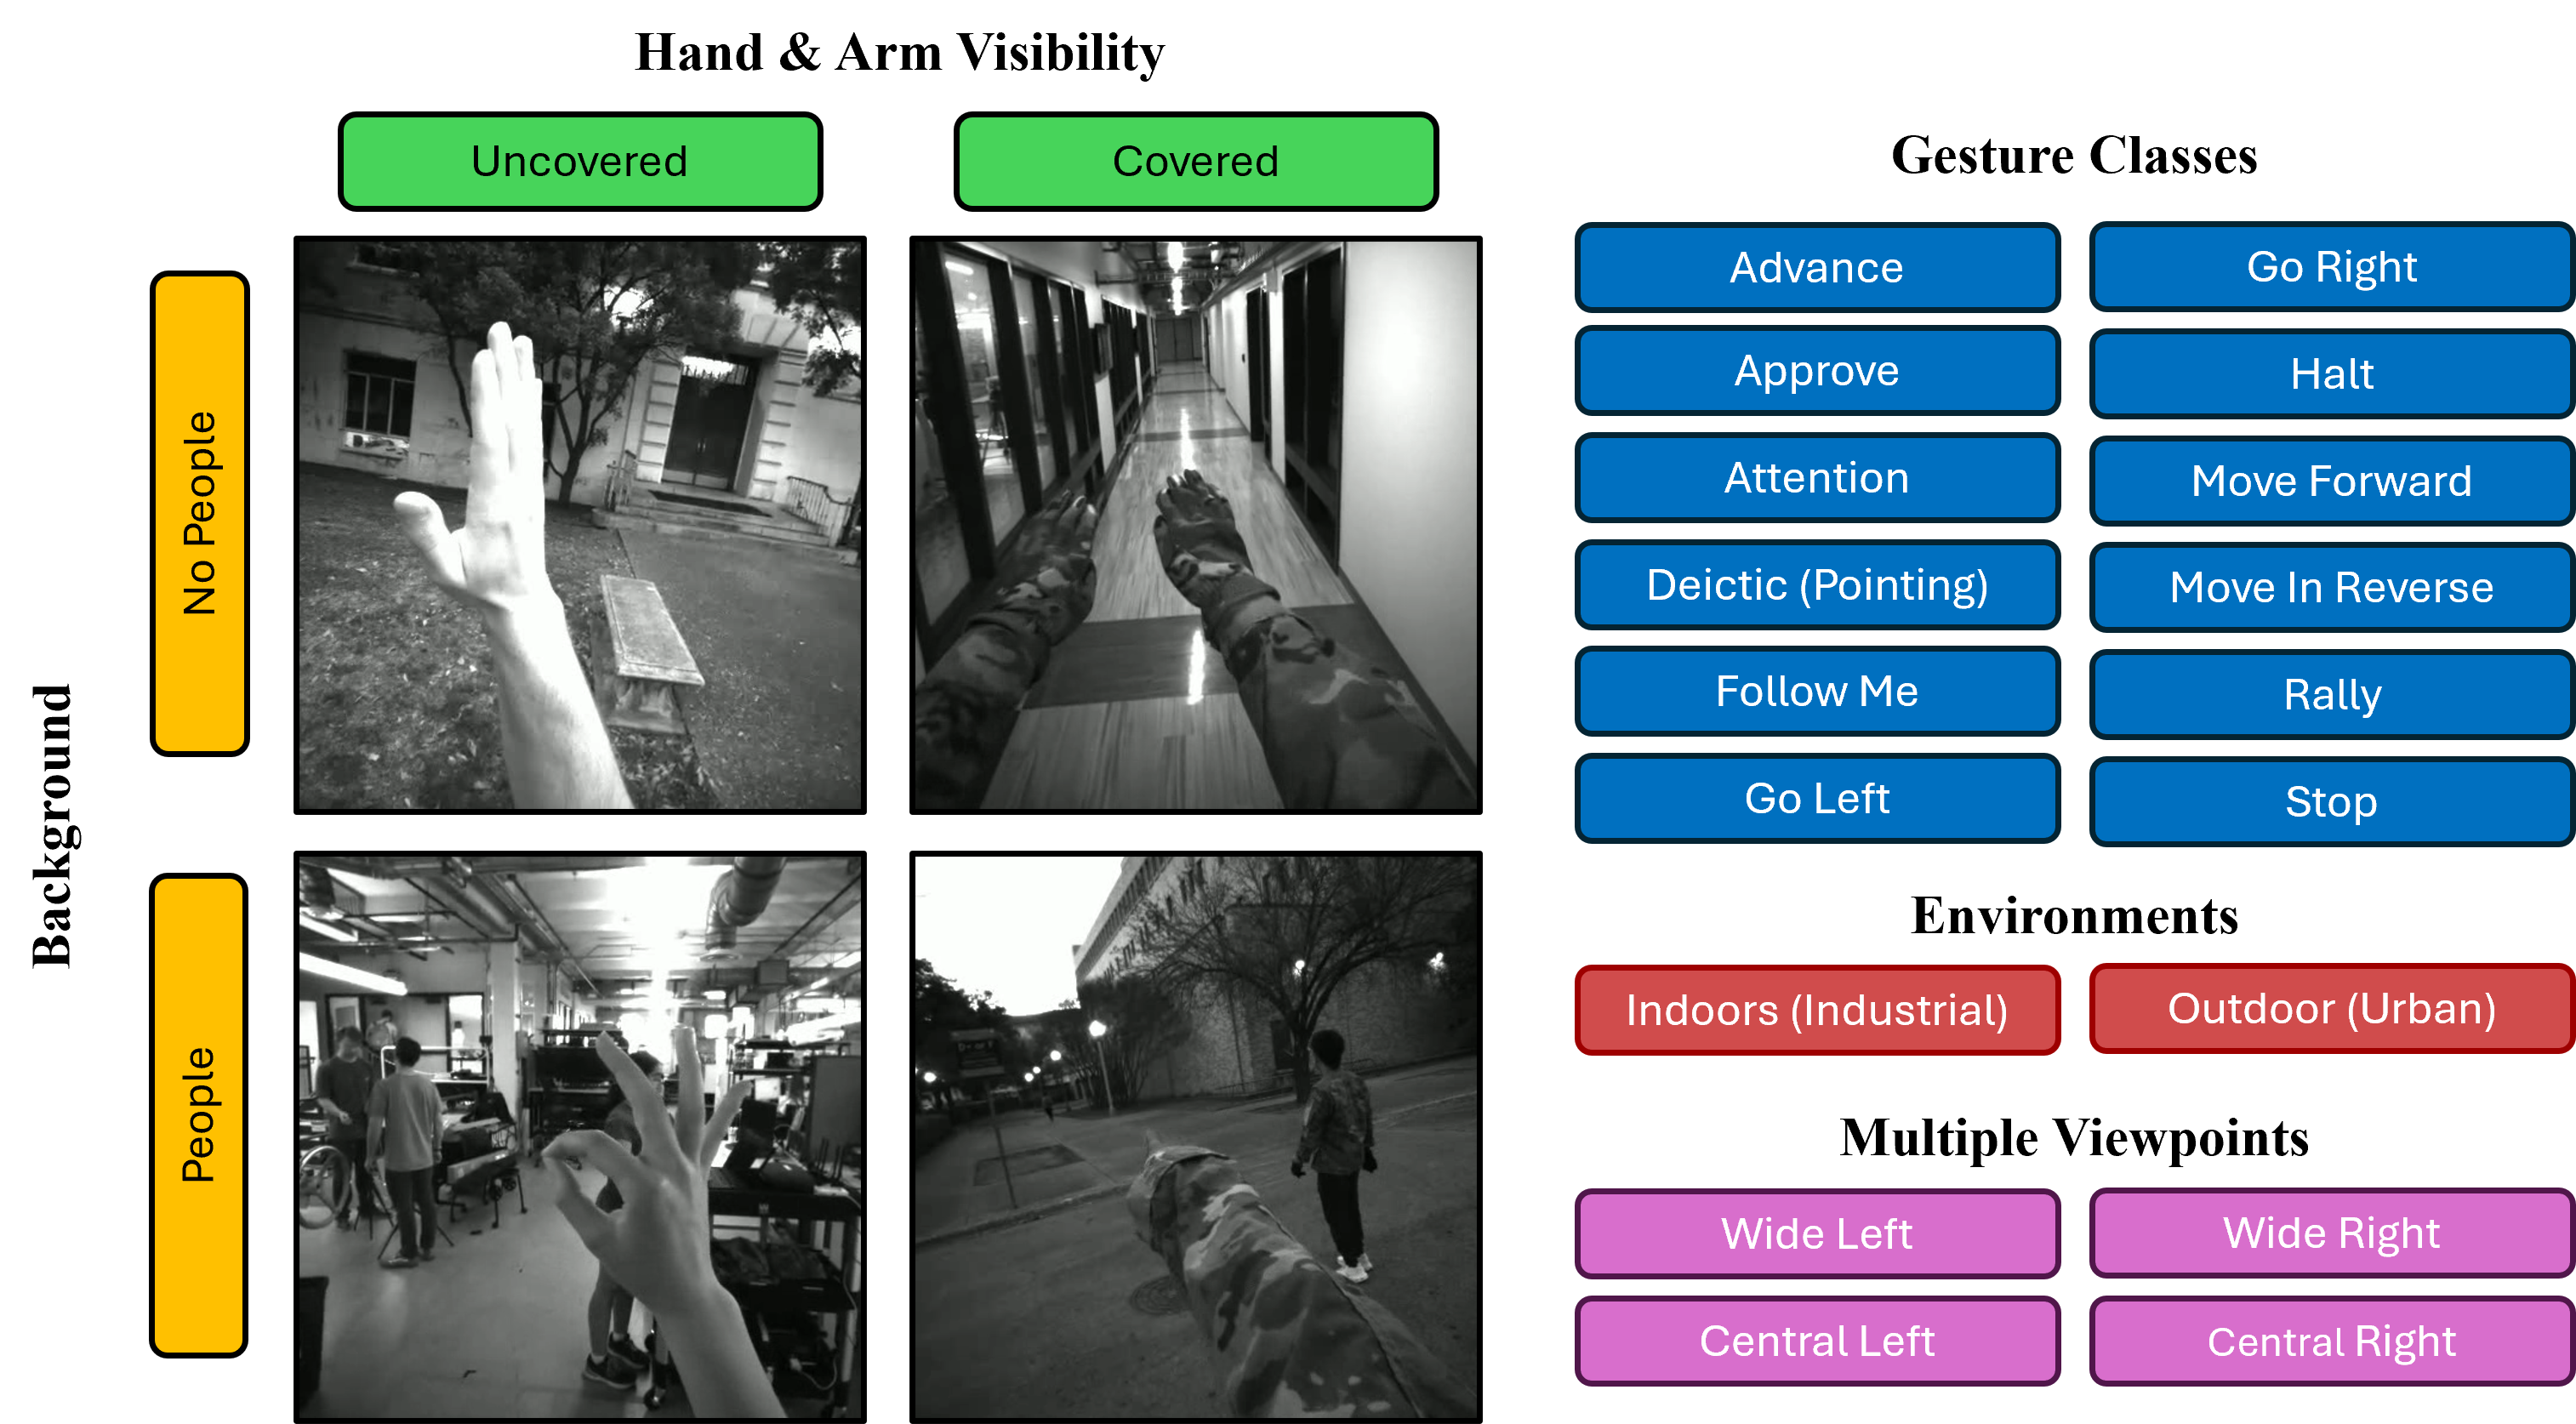 Hand & Arm Visibility
Uncovered
Covered
Background
No People
People
Gesture Classes
Advance
Go Right
Approve
Halt
Attention
Move Forward
Deictic (Pointing)
Move In Reverse
Follow Me
Rally
Go Left
Stop
Environments
Indoors (Industrial)
Outdoor (Urban)
Multiple Viewpoints
Wide Left
Wide Right
Central Left
Central Right